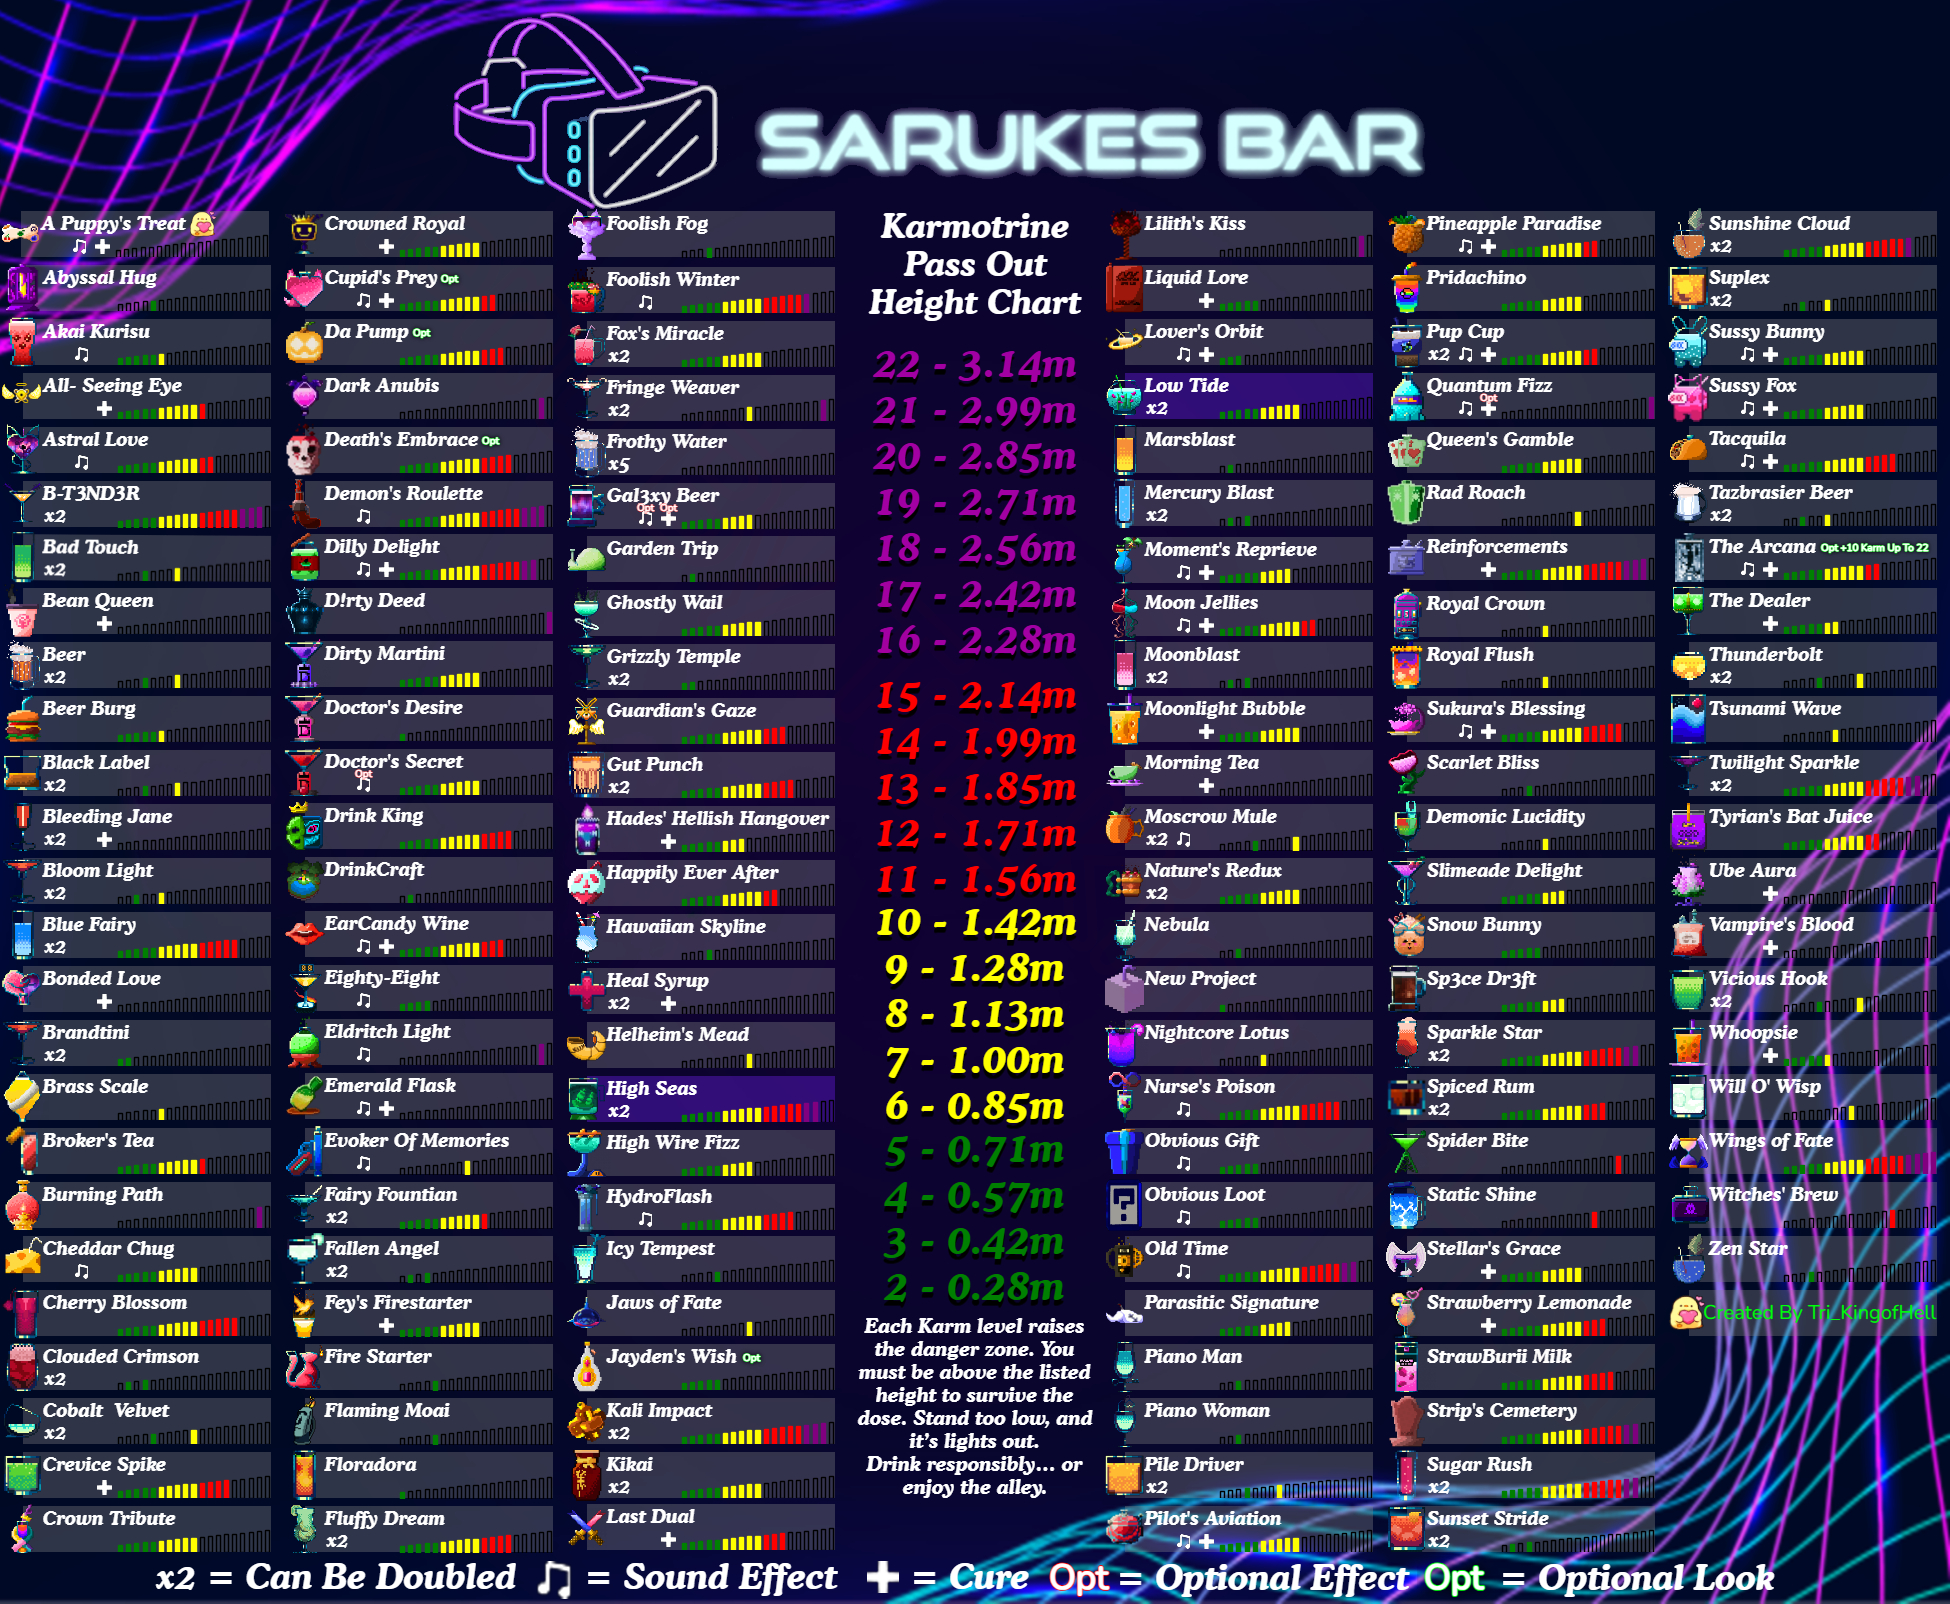 SARUKES BAR
A Puppy's Treat
Abyssal Hug
Akai Kurisu
All- Seeing Eye
Astral Love
B-T3ND3R
x2
Bad Touch
x2
Bean Queen
Beer
x2
Beer Burg
Black Label
x2
Bleeding Jane
x2
Bloom Light
x2
Blue Fairy
x2
Bonded Love
Brandtini
x2
Brass Scale
Broker's Tea
Burning Path
Cheddar Chug
Cherry Blossom
Clouded Crimson
x2
Cobalt Velvet
x2
Crevice Spike
Crown Tribute
Crowned Royal
Cupid's Prey Opt
Da Pump Opt
Dark Anubis
Death's Embrace Opt
Demon's Roulette
Dilly Delight
D!rty Deed
Dirty Martini
Doctor's Desire
Doctor's Secret
Opt
Drink King
DrinkCraft
EarCandy Wine
Eighty-Eight
Eldritch Light
Emerald Flask
Evoker Of Memories
Fairy Fountian
x2
Fallen Angel
x2
Fey's Firestarter
Fire Starter
Flaming Moai
Floradora
Fluffy Dream
x2
Foolish Fog
Foolish Winter
Fox's Miracle
x2
Fringe Weaver
x2
Frothy Water
x5
Gal3xy Beer
Opt Opt
Garden Trip
Ghostly Wail
Grizzly Temple
x2
Guardian's Gaze
Gut Punch
x2
Hades' Hellish Hangover
Happily Ever After
Hawaiian Skyline
Heal Syrup
x2
Helheim's Mead
High Seas
x2
High Wire Fizz
HydroFlash
Icy Tempest
Jaws of Fate
Jayden's Wish Opt
Kali Impact
x2
Kikai
x2
Last Dual
Karmotrine
Pass Out
Height Chart
22 - 3.14m
21 - 2.99m
20 - 2.85m
19 - 2.71m
18 - 2.56m
17 - 2.42m
16 - 2.28m
15 - 2.14m
14 - 1.99m
13 - 1.85m
12 - 1.71m
11 - 1.56m
10 - 1.42m
9 - 1.28m
8 - 1.13m
7 - 1.00m
6 - 0.85m
5 - 0.71m
4 - 0.57m
3 - 0.42m
2 - 0.28m
Each Karm level raises
the danger zone. You
must be above the listed
height to survive the
dose. Stand too low, and
it's lights out.
Drink responsibly... or
enjoy the alley.
Lilith's Kiss
Liquid Lore
Lover's Orbit
Low Tide
x2
Marsblast
Mercury Blast
x2
Moment's Reprieve
Moon Jellies
Moonblast
x2
Moonlight Bubble
Morning Tea
Moscrow Mule
x2
Nature's Redux
x2
Nebula
New Project
Nightcore Lotus
Nurse's Poison
Obvious Gift
Obvious Loot
Old Time
Parasitic Signature
Piano Man
Piano Woman
Pile Driver
x2
Pilot's Aviation
Pineapple Paradise
Pridachino
Pup Cup
x2
Quantum Fizz
Opt
Queen's Gamble
Rad Roach
Reinforcements
Royal Crown
Royal Flush
Sukura's Blessing
Scarlet Bliss
Demonic Lucidity
Slimeade Delight
Snow Bunny
Sp3ce Dr3ft
Sparkle Star
x2
Spiced Rum
x2
Spider Bite
Static Shine
Stellar's Grace
Strawberry Lemonade
StrawBurii Milk
Strip's Cemetery
Sugar Rush
x2
Sunset Stride
x2
Sunshine Cloud
x2
Suplex
x2
Sussy Bunny
Sussy Fox
Tacquila
Tazbrasier Beer
x2
The Arcana Opt +10 Karm Up To 22
The Dealer
Thunderbolt
x2
Tsunami Wave
Twilight Sparkle
x2
Tyrian's Bat Juice
Ube Aura
Vampire's Blood
Vicious Hook
x2
Whoopsie
Will O' Wisp
Wings of Fate
Witches' Brew
Zen Star
Created By Tri_KingofHell
x2 = Can Be Doubled = Sound Effect = Cure Opt = Optional Effect Opt = Optional Look